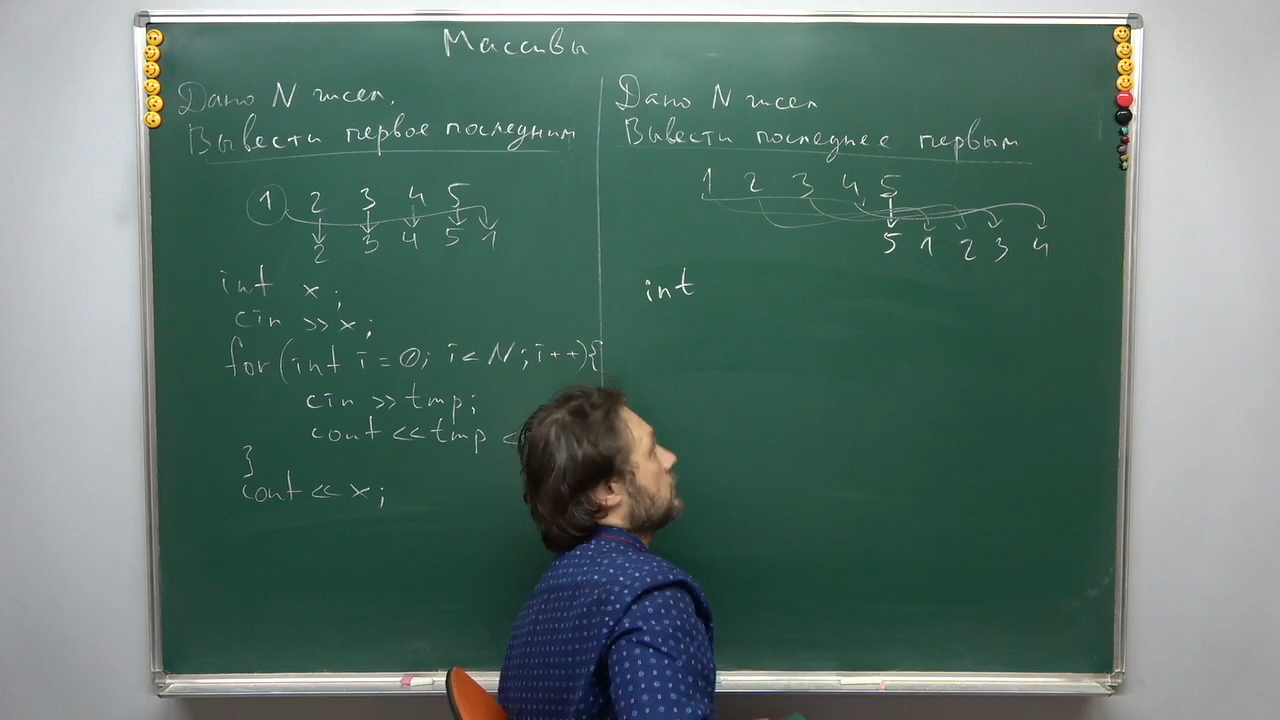 Массивы
Дано N чисел.
Вывести первое последним
1 2 3 4 5
2 3 4 5 1
int x;
cin >> x;
for(int i = 0; i < N; i++){
cin >> tmp;
cout << tmp <
}
cout << x;
Дано N чисел
Вывести последнее первым
1 2 3 4 5
5 1 2 3 4
int